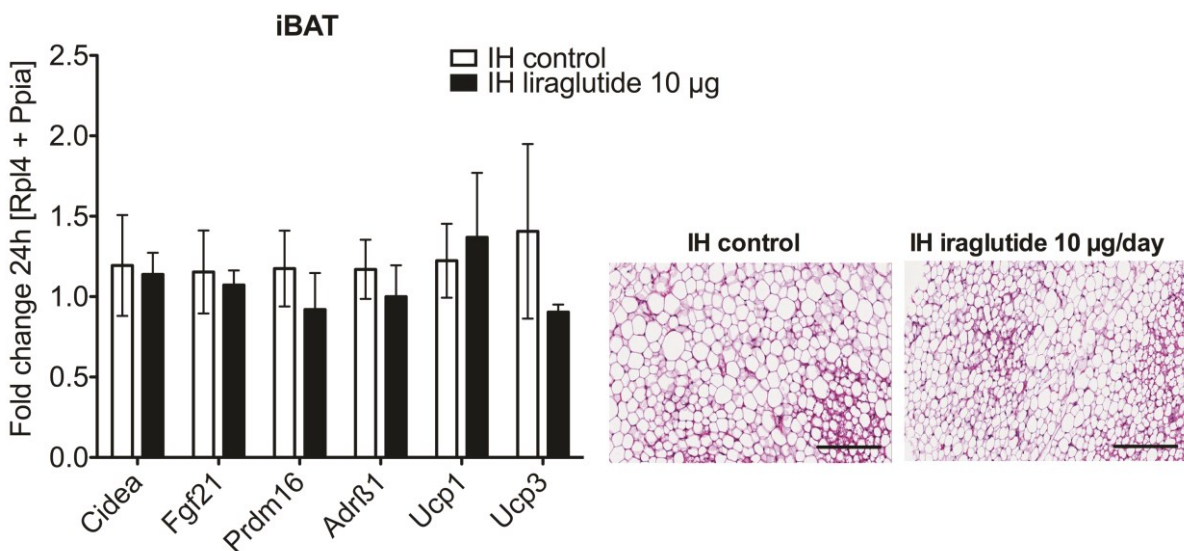 iBAT
IH control
IH liraglutide 10 µg
Fold change 24h [Rpl4 + Ppia]
2.5
2.0
1.5
1.0
0.5
0.0
Cidea
Fgf21
Prdm16
Adrß1
Ucp1
Ucp3
IH control
IH iraglutide 10 µg/day